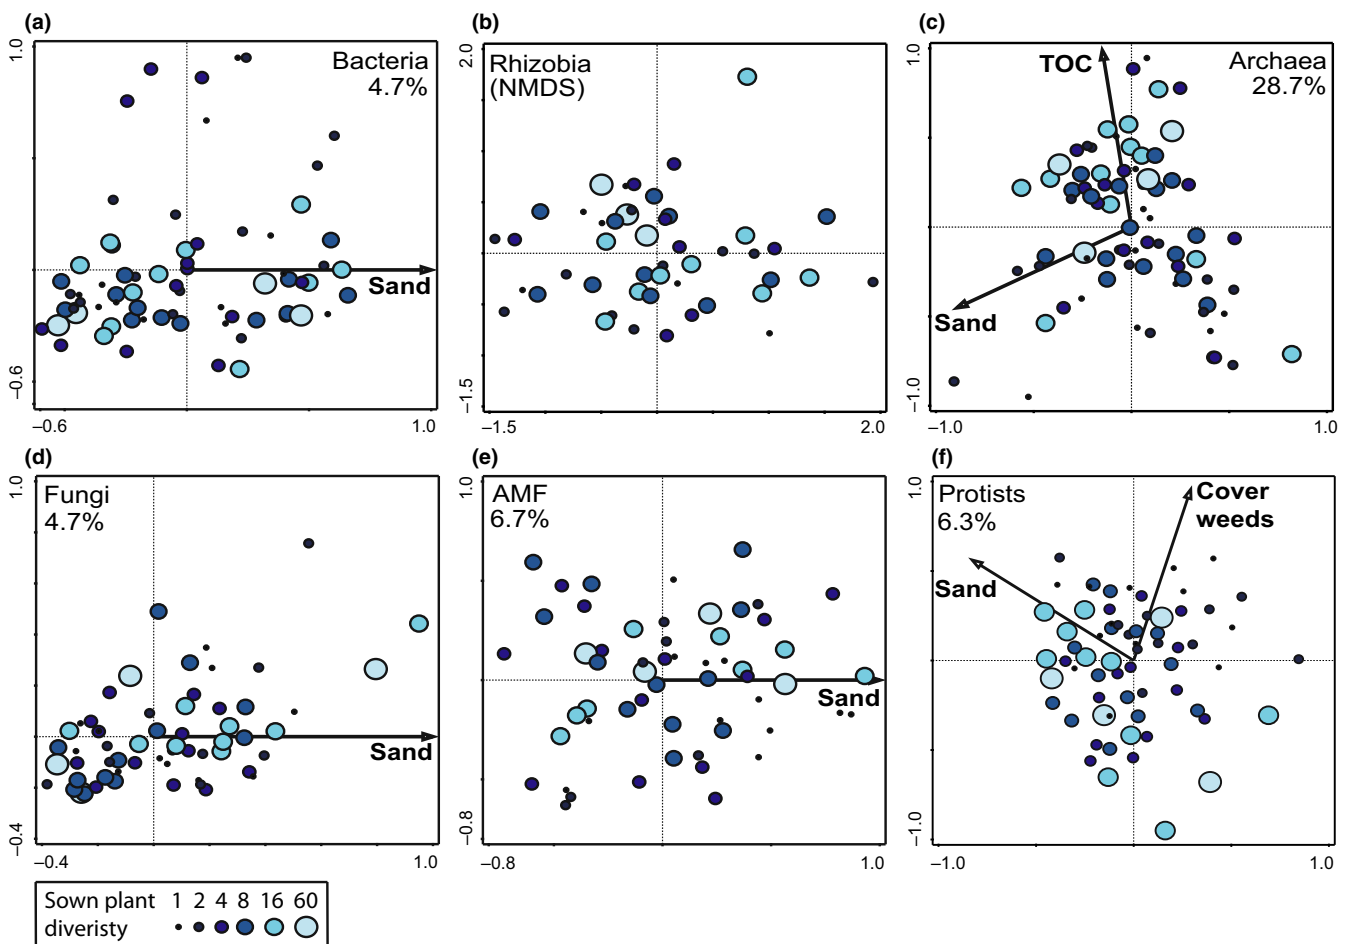 (a)
1.0
Bacteria
4.7%
Sand
−0.6
−0.6
1.0
(b)
2.0
Rhizobia
(NMDS)
−1.5
−1.5
2.0
(c)
1.0
TOC
Archaea
28.7%
Sand
−1.0
−1.0
1.0
(d)
1.0
Fungi
4.7%
Sand
−0.4
−0.4
1.0
(e)
1.0
AMF
6.7%
Sand
−0.8
−0.8
1.0
(f)
1.0
Protists
6.3%
Cover
weeds
Sand
−1.0
−1.0
1.0
Sown plant 1 2 4 8 16 60
diveristy